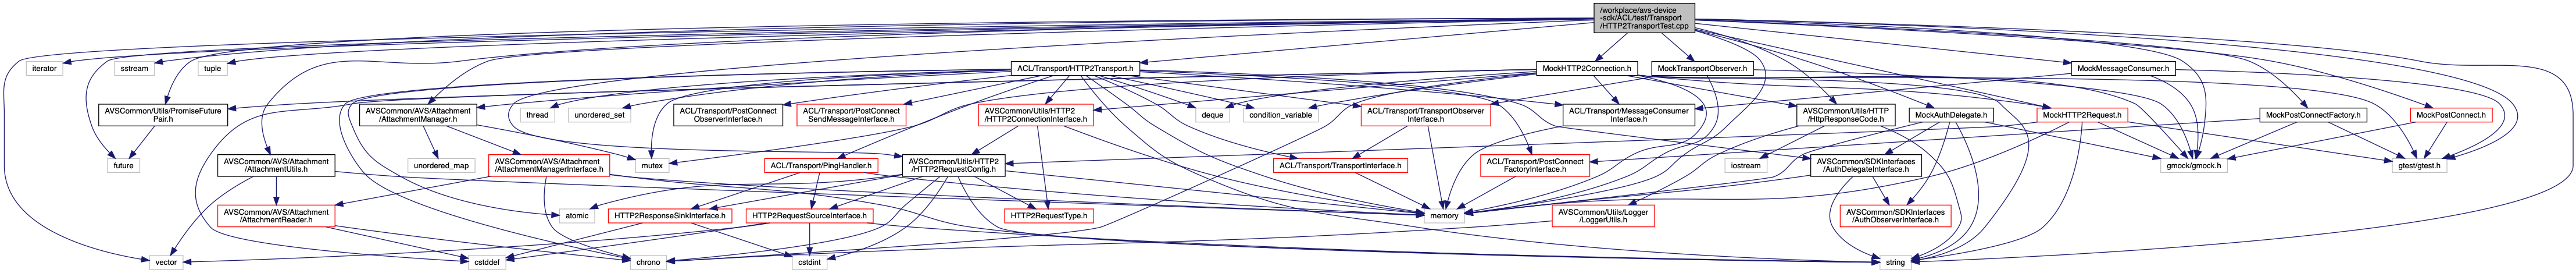 /workplace/avs-device
-sdk/ACL/test/Transport
/HTTP2TransportTest.cpp
iterator
sstream
tuple
ACL/Transport/HTTP2Transport.h
MockHTTP2Connection.h
MockTransportObserver.h
MockMessageConsumer.h
AVSCommon/Utils/PromiseFuture
Pair.h
AVSCommon/AVS/Attachment
/AttachmentManager.h
thread
unordered_set
ACL/Transport/PostConnect
ObserverInterface.h
ACL/Transport/PostConnect
SendMessageInterface.h
AVSCommon/Utils/HTTP2
/HTTP2ConnectionInterface.h
deque
condition_variable
ACL/Transport/TransportObserver
Interface.h
ACL/Transport/MessageConsumer
Interface.h
AVSCommon/Utils/HTTP
/HttpResponseCode.h
MockAuthDelegate.h
MockHTTP2Request.h
MockPostConnectFactory.h
MockPostConnect.h
future
AVSCommon/AVS/Attachment
/AttachmentUtils.h
unordered_map
AVSCommon/AVS/Attachment
/AttachmentManagerInterface.h
mutex
ACL/Transport/PingHandler.h
AVSCommon/Utils/HTTP2
/HTTP2RequestConfig.h
ACL/Transport/TransportInterface.h
ACL/Transport/PostConnect
FactoryInterface.h
iostream
AVSCommon/SDKInterfaces
/AuthDelegateInterface.h
gmock/gmock.h
gtest/gtest.h
AVSCommon/AVS/Attachment
/AttachmentReader.h
atomic
HTTP2ResponseSinkInterface.h
HTTP2RequestSourceInterface.h
HTTP2RequestType.h
memory
AVSCommon/Utils/Logger
/LoggerUtils.h
AVSCommon/SDKInterfaces
/AuthObserverInterface.h
vector
cstddef
chrono
cstdint
string